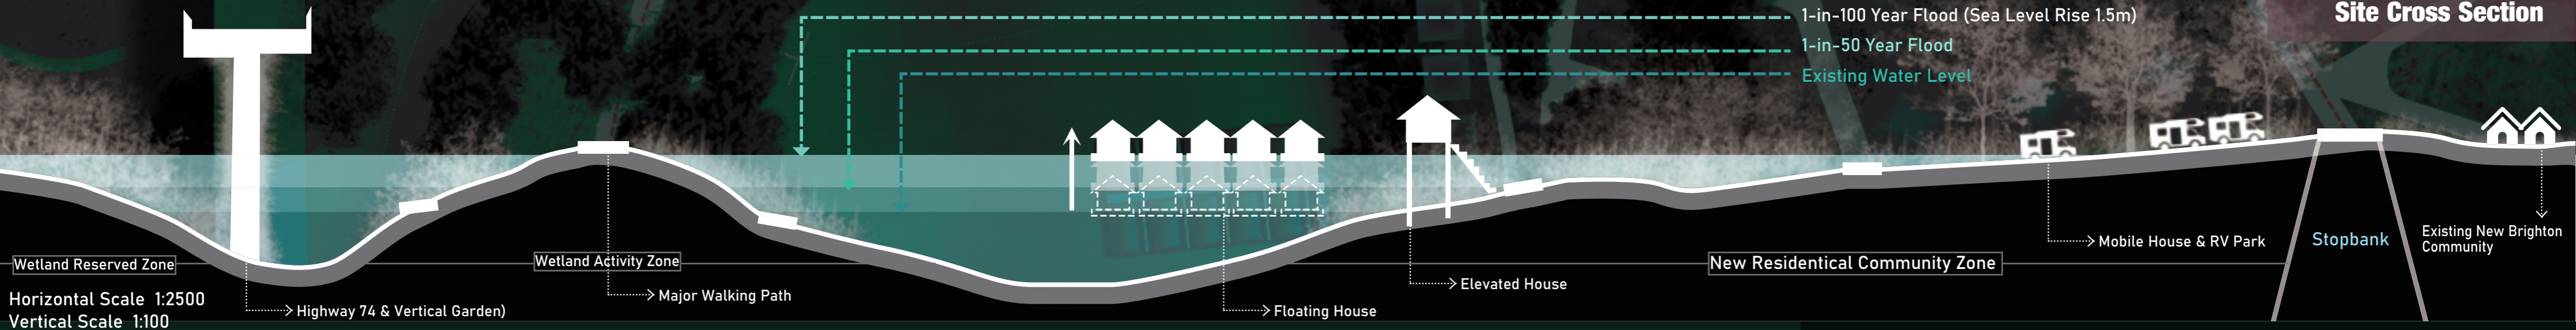 Site Cross Section
1-in-100 Year Flood (Sea Level Rise 1.5m)
1-in-50 Year Flood
Existing Water Level
Wetland Reserved Zone
Wetland Activity Zone
New Residentical Community Zone
Stopbank
Existing New Brighton
Community
Mobile House & RV Park
Elevated House
Floating House
Major Walking Path
Highway 74 & Vertical Garden)
Horizontal Scale 1:2500
Vertical Scale 1:100